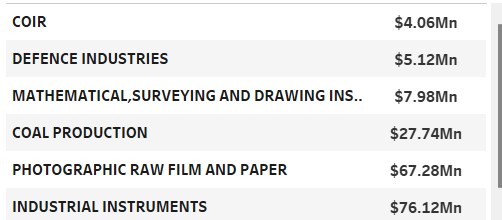 COIR $4.06Mn
DEFENCE INDUSTRIES $5.12Mn
MATHEMATICAL,SURVEYING AND DRAWING INS.. $7.98Mn
COAL PRODUCTION $27.74Mn
PHOTOGRAPHIC RAW FILM AND PAPER $67.28Mn
INDUSTRIAL INSTRUMENTS $76.12Mn